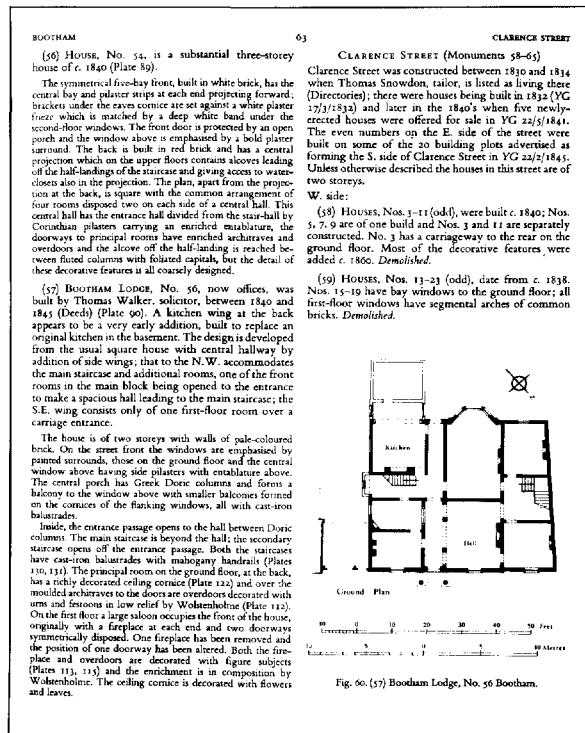 BOOTHAM
63
CLARENCE STREET
(56) HOUSE, No. 54, is a substantial three-storey
house of c. 1840 (Plate 89).
The symmetrical five-bay front, built in white brick, has the
central bay and pilaster strips at each end projecting forward;
brackets under the eaves cornice are set against a white plaster
frieze which is matched by a deep white band under the
second-floor windows. The front door is protected by an open
porch and the window above is emphasised by a bold plaster
surround. The back is built in red brick and has a central
projection which on the upper floors contains alcoves leading
off the half-landings of the staircase and giving access to water-
closets also in the projection. The plan, apart from the projec-
tion at the back, is square with the common arrangement of
four rooms disposed two on each side of a central hall. This
central hall has the entrance hall divided from the stair-hall by
Corinthian pilasters carrying an enriched entablature, the
doorways to principal rooms have enriched architraves and
overdoors and the alcove off the half-landing is reached be-
tween fluted columns with foliated capitals, but the detail of
these decorative features is all coarsely designed.
(57) BOOTHAM LODGE, No. 56, now offices, was
built by Thomas Walker, solicitor, between 1840 and
1845 (Deeds) (Plate 90). A kitchen wing at the back
appears to be a very early addition, built to replace an
original kitchen in the basement. The design is developed
from the usual square house with central hallway by
addition of side wings; that to the N.W. accommodates
the main staircase and additional rooms, one of the front
rooms in the main block being opened to the entrance
to make a spacious hall leading to the main staircase; the
S.E. wing consists only of one first-floor room over a
carriage entrance.
The house is of two storeys with walls of pale-coloured
brick. On the street front the windows are emphasised by
painted surrounds, those on the ground floor and the central
window above having side pilasters with entablature above.
The central porch has Greek Doric columns and forms a
balcony to the window above with smaller balconies formed
on the cornices of the flanking windows, all with cast-iron
balustrades.
Inside, the entrance passage opens to the hall between Doric
columns. The main staircase is beyond the hall; the secondary
staircase opens off the entrance passage. Both the staircases
have cast-iron balustrades with mahogany handrails (Plates
130, 131). The principal room on the ground floor, at the back,
has a richly decorated ceiling cornice (Plate 122) and over the
moulded architraves to the doors are overdoors decorated with
urns and festoons in low relief by Wolstenholme (Plate 112).
On the first floor a large saloon occupies the front of the house,
originally with a fireplace at each end and two doorways
symmetrically disposed. One fireplace has been removed and
the position of one doorway has been altered. Both the fire-
place and overdoors are decorated with figure subjects
(Plates 113, 115) and the enrichment is in composition by
Wolstenholme. The ceiling cornice is decorated with flowers
and leaves.
CLARENCE STREET (Monuments 58–65)
Clarence Street was constructed between 1830 and 1834
when Thomas Snowdon, tailor, is listed as living there
(Directories); there were houses being built in 1832 (YG
17/3/1832) and later in the 1840's when five newly-
erected houses were offered for sale in YG 22/5/1841.
The even numbers on the E. side of the street were
built on some of the 20 building plots advertised as
forming the S. side of Clarence Street in YG 22/2/1845.
Unless otherwise described the houses in this street are of
two storeys.
W. side:
(58) HOUSES, Nos. 3–11 (odd), were built c. 1840; Nos.
5, 7, 9 are of one build and Nos. 3 and 11 are separately
constructed. No. 3 has a carriageway to the rear on the
ground floor. Most of the decorative features were
added c. 1860. Demolished.
(59) HOUSES, Nos. 13–23 (odd), date from c. 1838.
Nos. 15–19 have bay windows to the ground floor; all
first-floor windows have segmental arches of common
bricks. Demolished.
Kitchen
Hall
Ground Plan
10 0 10 20 30 40 50 Feet
10 5 0 5 10 Metres
Fig. 60. (57) Bootham Lodge, No. 56 Bootham.